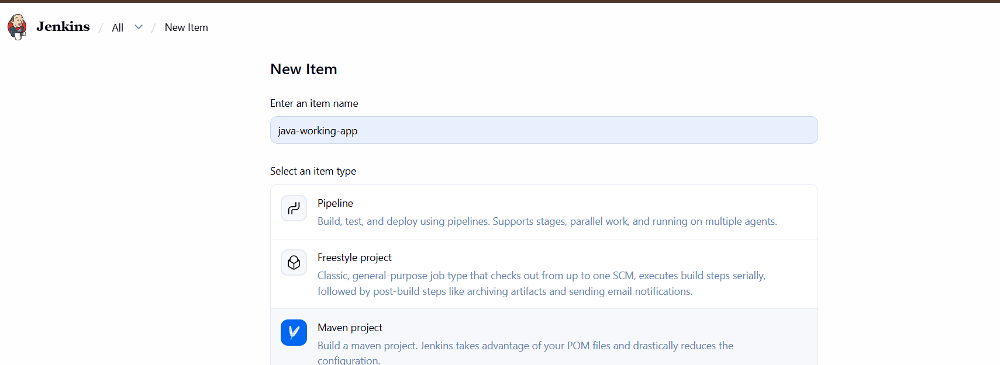 Jenkins / All / New Item
New Item
Enter an item name
java-working-app
Select an item type
Pipeline
Build, test, and deploy using pipelines. Supports stages, parallel work, and running on multiple agents.
Freestyle project
Classic, general-purpose job type that checks out from up to one SCM, executes build steps serially,
followed by post-build steps like archiving artifacts and sending email notifications.
Maven project
Build a maven project. Jenkins takes advantage of your POM files and drastically reduces the
configuration.